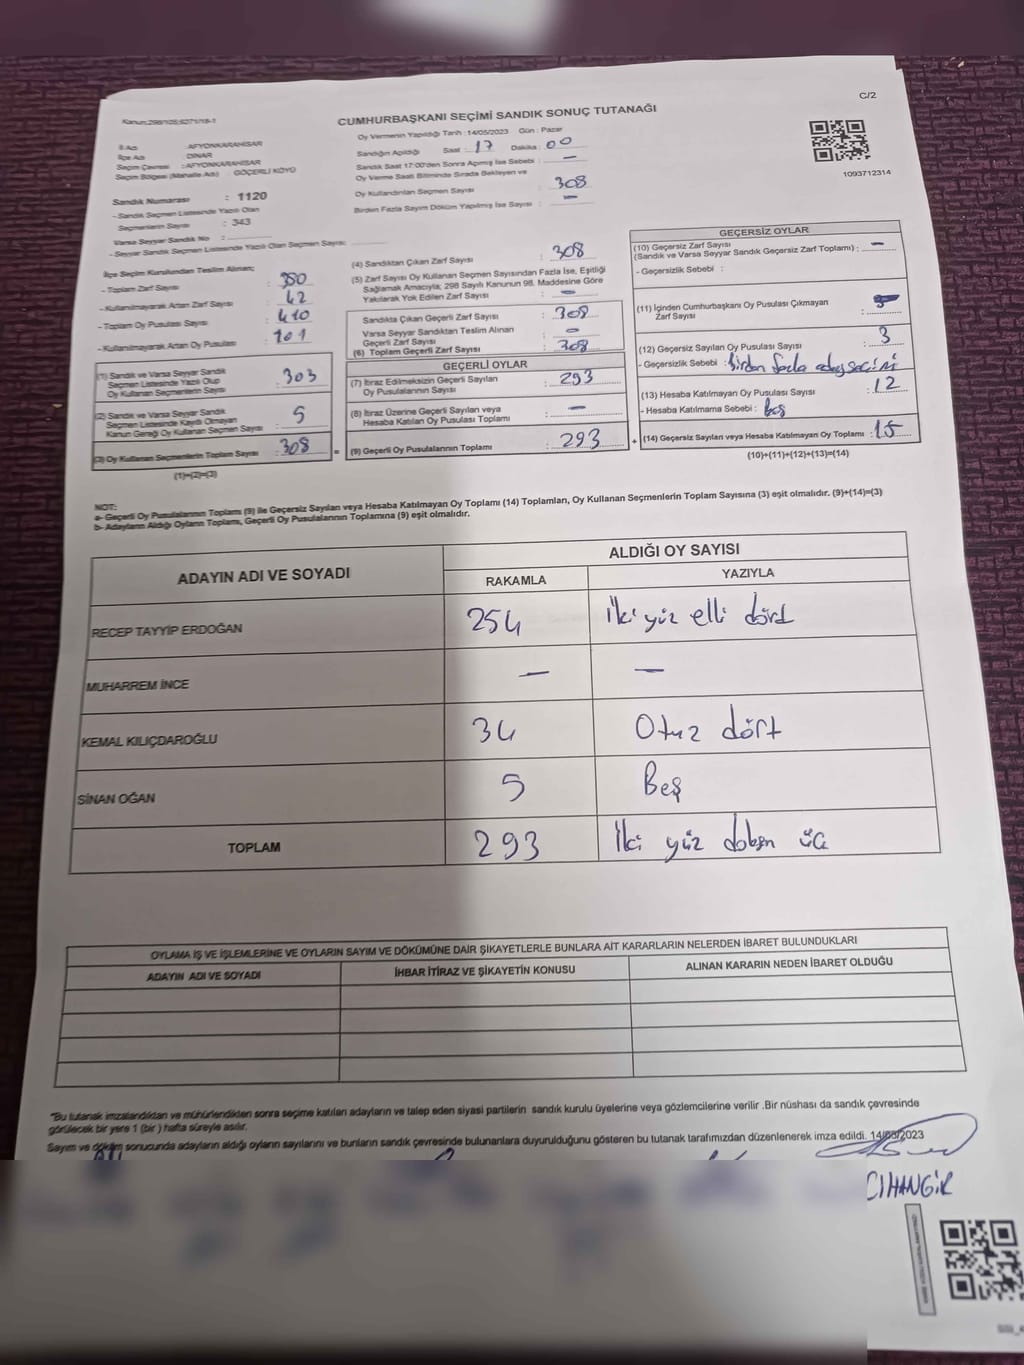 C/2
Kanun:298/105;6271/18-1
CUMHURBAŞKANI SEÇİMİ SANDIK SONUÇ TUTANAĞI
Oy Vermenin Yapıldığı Tarih :14/05/2023 Gün : Pazar
Sandığın Açıldığı Saat : 17 Dakika : 00
Sandık Saat 17:00'den Sonra Açılmış İse Sebebi : —
Oy Verme Saati Bitiminde Sırada Bekleyen ve
Oy Kullandırılan Seçmen Sayısı : 308
Birden Fazla Sayım Döküm Yapılmış İse Sayısı : —
1093712314
İl Adı : AFYONKARAHİSAR
İlçe Adı : DİNAR
Seçim Çevresi : AFYONKARAHİSAR
Seçim Bölgesi (Mahalle Adı) : GÖÇERLİ KÖYÜ
Sandık Numarası : 1120
- Sandık Seçmen Listesinde Yazılı Olan
Seçmenlerin Sayısı : 343
Varsa Seyyar Sandık No :
- Seyyar Sandık Seçmen Listesinde Yazılı Olan Seçmen Sayısı:
İlçe Seçim Kurulundan Teslim Alınan;
- Toplam Zarf Sayısı : 350
- Kullanılmayarak Artan Zarf Sayısı : 42
- Toplam Oy Pusulası Sayısı : 410
- Kullanılmayarak Artan Oy Pusulası : 101
(1) Sandık ve Varsa Seyyar Sandık
Seçmen Listesinde Yazılı Olup
Oy Kullanan Seçmenlerin Sayısı : 303
(2) Sandık ve Varsa Seyyar Sandık
Seçmen Listesinde Kayıtlı Olmayan
Kanun Gereği Oy Kullanan Seçmen Sayısı : 5
(3) Oy Kullanan Seçmenlerin Toplam Sayısı : 308
(1)+(2)=(3)
(4) Sandıktan Çıkan Zarf Sayısı : 308
(5) Zarf Sayısı Oy Kullanan Seçmen Sayısından Fazla İse, Eşitliği
Sağlamak Amacıyla; 298 Sayılı Kanunun 98. Maddesine Göre
Yakılarak Yok Edilen Zarf Sayısı : —
Sandıkta Çıkan Geçerli Zarf Sayısı : 308
Varsa Seyyar Sandıktan Teslim Alınan
Geçerli Zarf Sayısı : —
(6) Toplam Geçerli Zarf Sayısı : 308
GEÇERLİ OYLAR
(7) İtiraz Edilmeksizin Geçerli Sayılan
Oy Pusulalarının Sayısı : 293
(8) İtiraz Üzerine Geçerli Sayılan veya
Hesaba Katılan Oy Pusulası Toplamı : —
= (9) Geçerli Oy Pusulalarının Toplamı : 293
GEÇERSİZ OYLAR
(10) Geçersiz Zarf Sayısı
(Sandık ve Varsa Seyyar Sandık Geçersiz Zarf Toplamı) : —
- Geçersizlik Sebebi :
(11) İçinden Cumhurbaşkanı Oy Pusulası Çıkmayan
Zarf Sayısı :
(12) Geçersiz Sayılan Oy Pusulası Sayısı : 3
- Geçersizlik Sebebi : birden fazla aday seçimi
(13) Hesaba Katılmayan Oy Pusulası Sayısı : 12
- Hesaba Katılmama Sebebi : boş
+ (14) Geçersiz Sayılan veya Hesaba Katılmayan Oy Toplamı : 15
(10)+(11)+(12)+(13)=(14)
NOT:
a- Geçerli Oy Pusulalarının Toplamı (9) ile Geçersiz Sayılan veya Hesaba Katılmayan Oy Toplamı (14) Toplamları, Oy Kullanan Seçmenlerin Toplam Sayısına (3) eşit olmalıdır. (9)+(14)=(3)
b- Adayların Aldığı Oyların Toplamı, Geçerli Oy Pusulalarının Toplamına (9) eşit olmalıdır.
ADAYIN ADI VE SOYADI ALDIĞI OY SAYISI
RAKAMLA YAZIYLA
RECEP TAYYİP ERDOĞAN 254 İki yüz elli dört
MUHARREM İNCE — —
KEMAL KILIÇDAROĞLU 34 Otuz dört
SİNAN OĞAN 5 Beş
TOPLAM 293 İki yüz doksan üç
OYLAMA İŞ VE İŞLEMLERİNE VE OYLARIN SAYIM VE DÖKÜMÜNE DAİR ŞİKAYETLERLE BUNLARA AİT KARARLARIN NELERDEN İBARET BULUNDUKLARI
ADAYIN ADI VE SOYADI İHBAR İTİRAZ VE ŞİKAYETİN KONUSU ALINAN KARARIN NEDEN İBARET OLDUĞU
"Bu tutanak imzalandıktan ve mühürlendikten sonra seçime katılan adayların ve talep eden siyasi partilerin sandık kurulu üyelerine veya gözlemcilerine verilir .Bir nüshası da sandık çevresinde
görülecek bir yere 1 (bir ) hafta süreyle asılır.
Sayım ve döküm sonucunda adayların aldığı oyların sayılarını ve bunların sandık çevresinde bulunanlara duyurulduğunu gösteren bu tutanak tarafımızdan düzenlenerek imza edildi. 14/05/2023
CIHANGİR